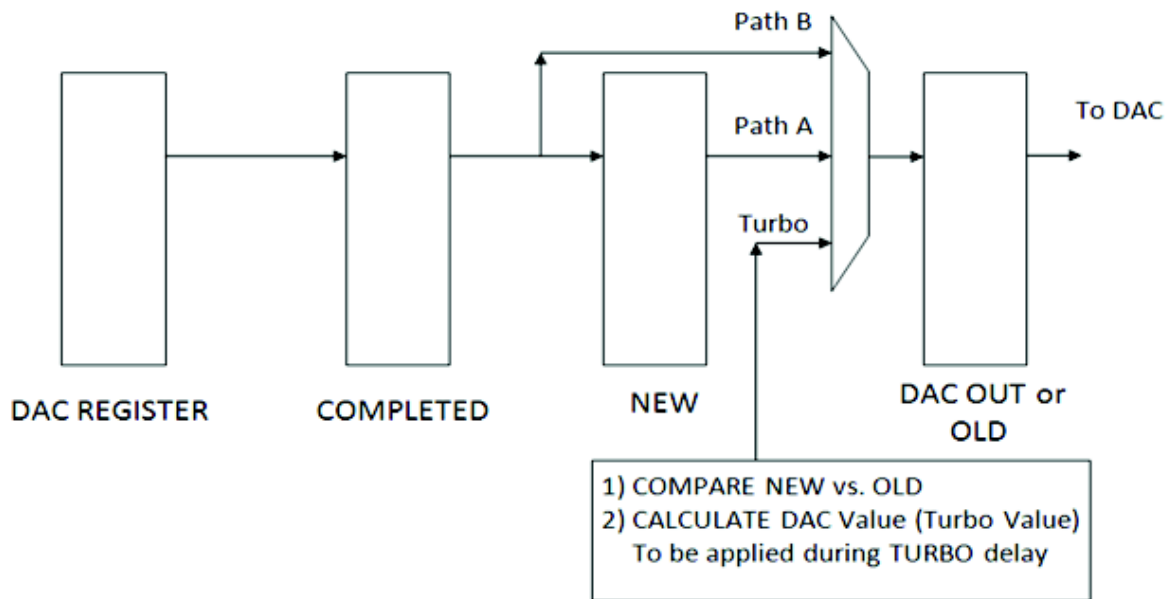 Path B
Path A
To DAC
Turbo
DAC REGISTER
COMPLETED
NEW
DAC OUT or
OLD
1) COMPARE NEW vs. OLD
2) CALCULATE DAC Value (Turbo Value)
To be applied during TURBO delay